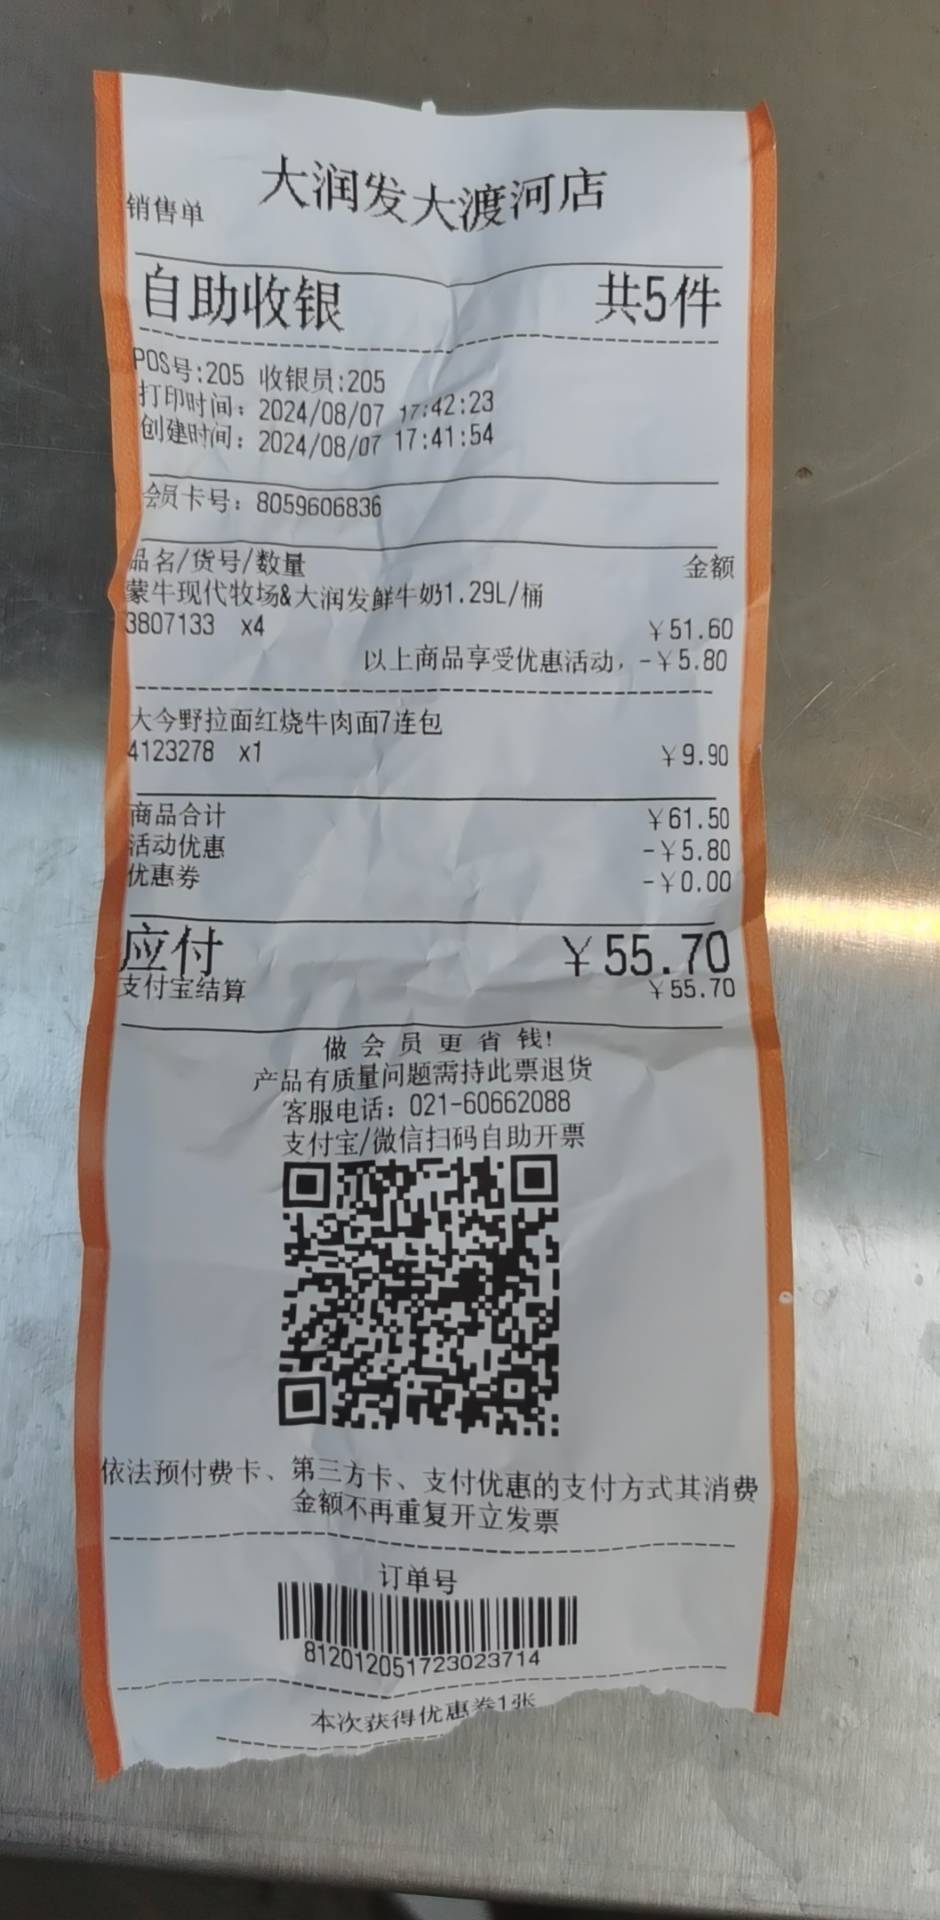 大润发大渡河店
销售单
自助收银 共5件
POS号:205 收银员:205
打印时间: 2024/08/07 17:42:23
创建时间: 2024/08/07 17:41:54
会员卡号: 8059606836
品名/货号/数量 金额
蒙牛现代牧场&大润发鲜牛奶1.29L/桶
3807133 x4 ￥51.60
以上商品享受优惠活动, -￥5.80
大今野拉面红烧牛肉面7连包
4123278 x1 ￥9.90
商品合计 ￥61.50
活动优惠 -￥5.80
优惠券 -￥0.00
应付 ￥55.70
支付宝结算 ￥55.70
做会员更省钱!
产品有质量问题需持此票退货
客服电话: 021-60662088
支付宝/微信扫码自助开票
依法预付费卡、第三方卡、支付优惠的支付方式其消费
金额不再重复开立发票
订单号
812012051723023714
本次获得优惠券1张